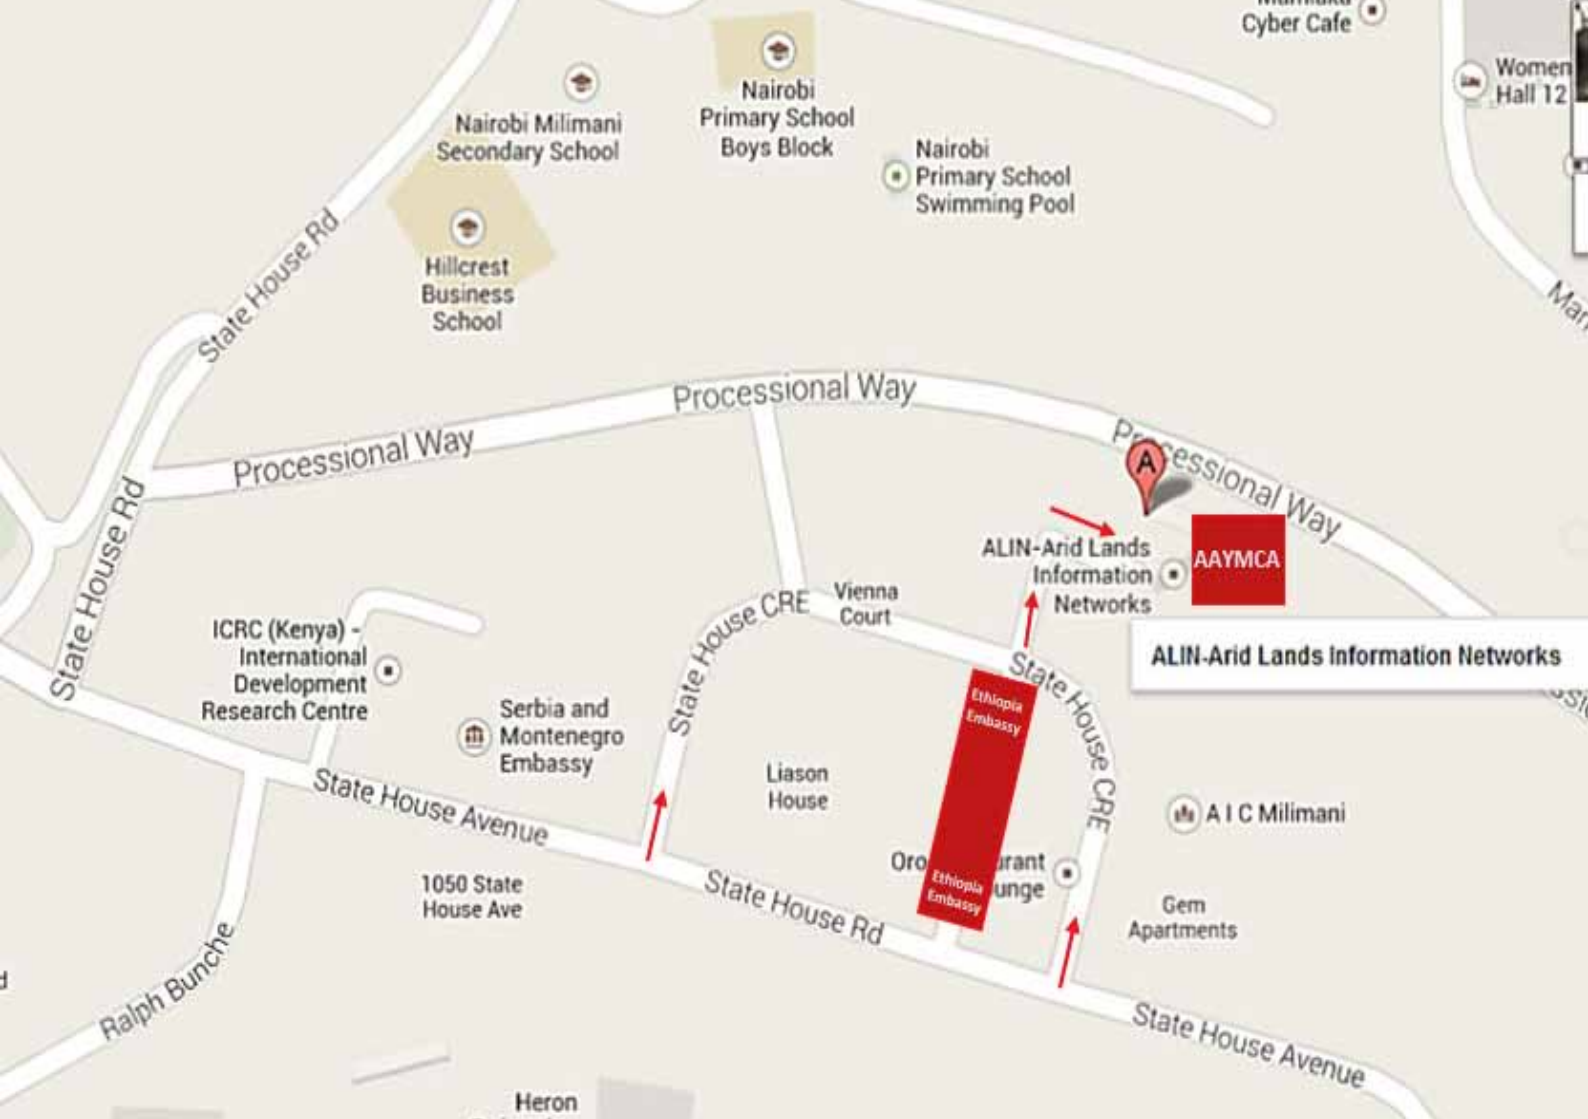 Cyber Cafe
Women
Hall 12
Nairobi Milimani
Secondary School
Nairobi
Primary School
Boys Block
Nairobi
Primary School
Swimming Pool
Hillcrest
Business
School
State House Rd
Processional Way
Processional Way
Processional Way
A
AAYMCA
ALIN-Arid Lands
Information
Networks
ALIN-Arid Lands Information Networks
State House Rd
State House CRE
Vienna
Court
State House CRE
ICRC (Kenya) -
International
Development
Research Centre
Serbia and
Montenegro
Embassy
Ethiopia
Embassy
Liason
House
State House Avenue
A I C Milimani
Ethiopia
Embassy
1050 State
House Ave
State House Rd
Gem
Apartments
Ralph Bunche
State House Avenue
Heron